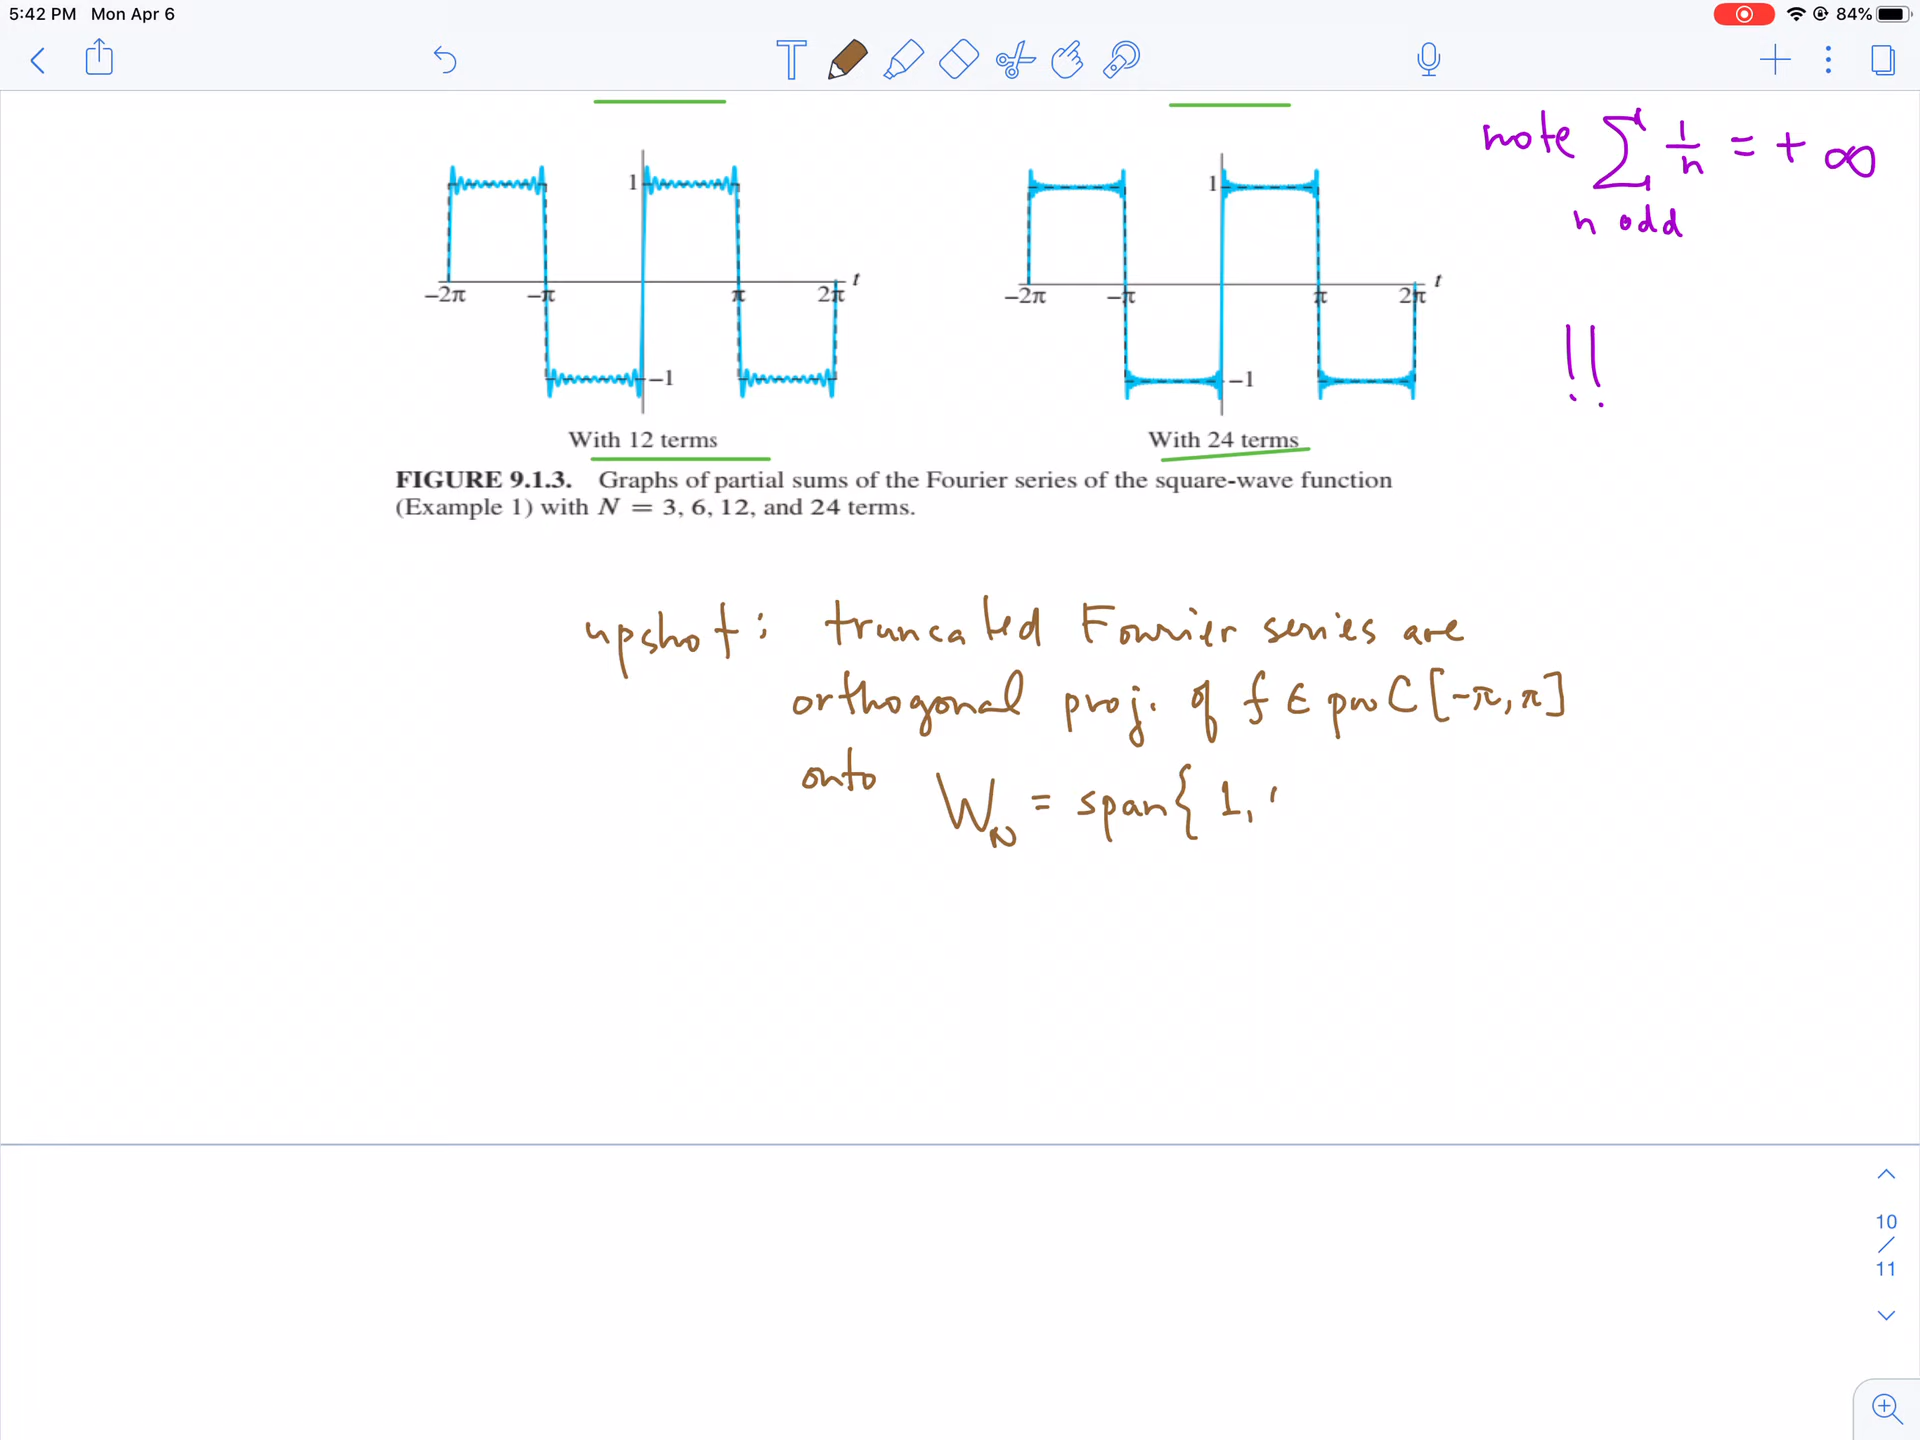 5:42 PM Mon Apr 6
84%
note ∑ 1/n = + ∞
n odd
!!
1
−2π −π π 2π t
−1
With 12 terms
1
−2π −π π 2π t
−1
With 24 terms
FIGURE 9.1.3. Graphs of partial sums of the Fourier series of the square-wave function
(Example 1) with N = 3, 6, 12, and 24 terms.
upshot: truncated Fourier series are
orthogonal proj. of f ∈ pw C[-π, π]
onto W_N = span{ 1,
10
/
11